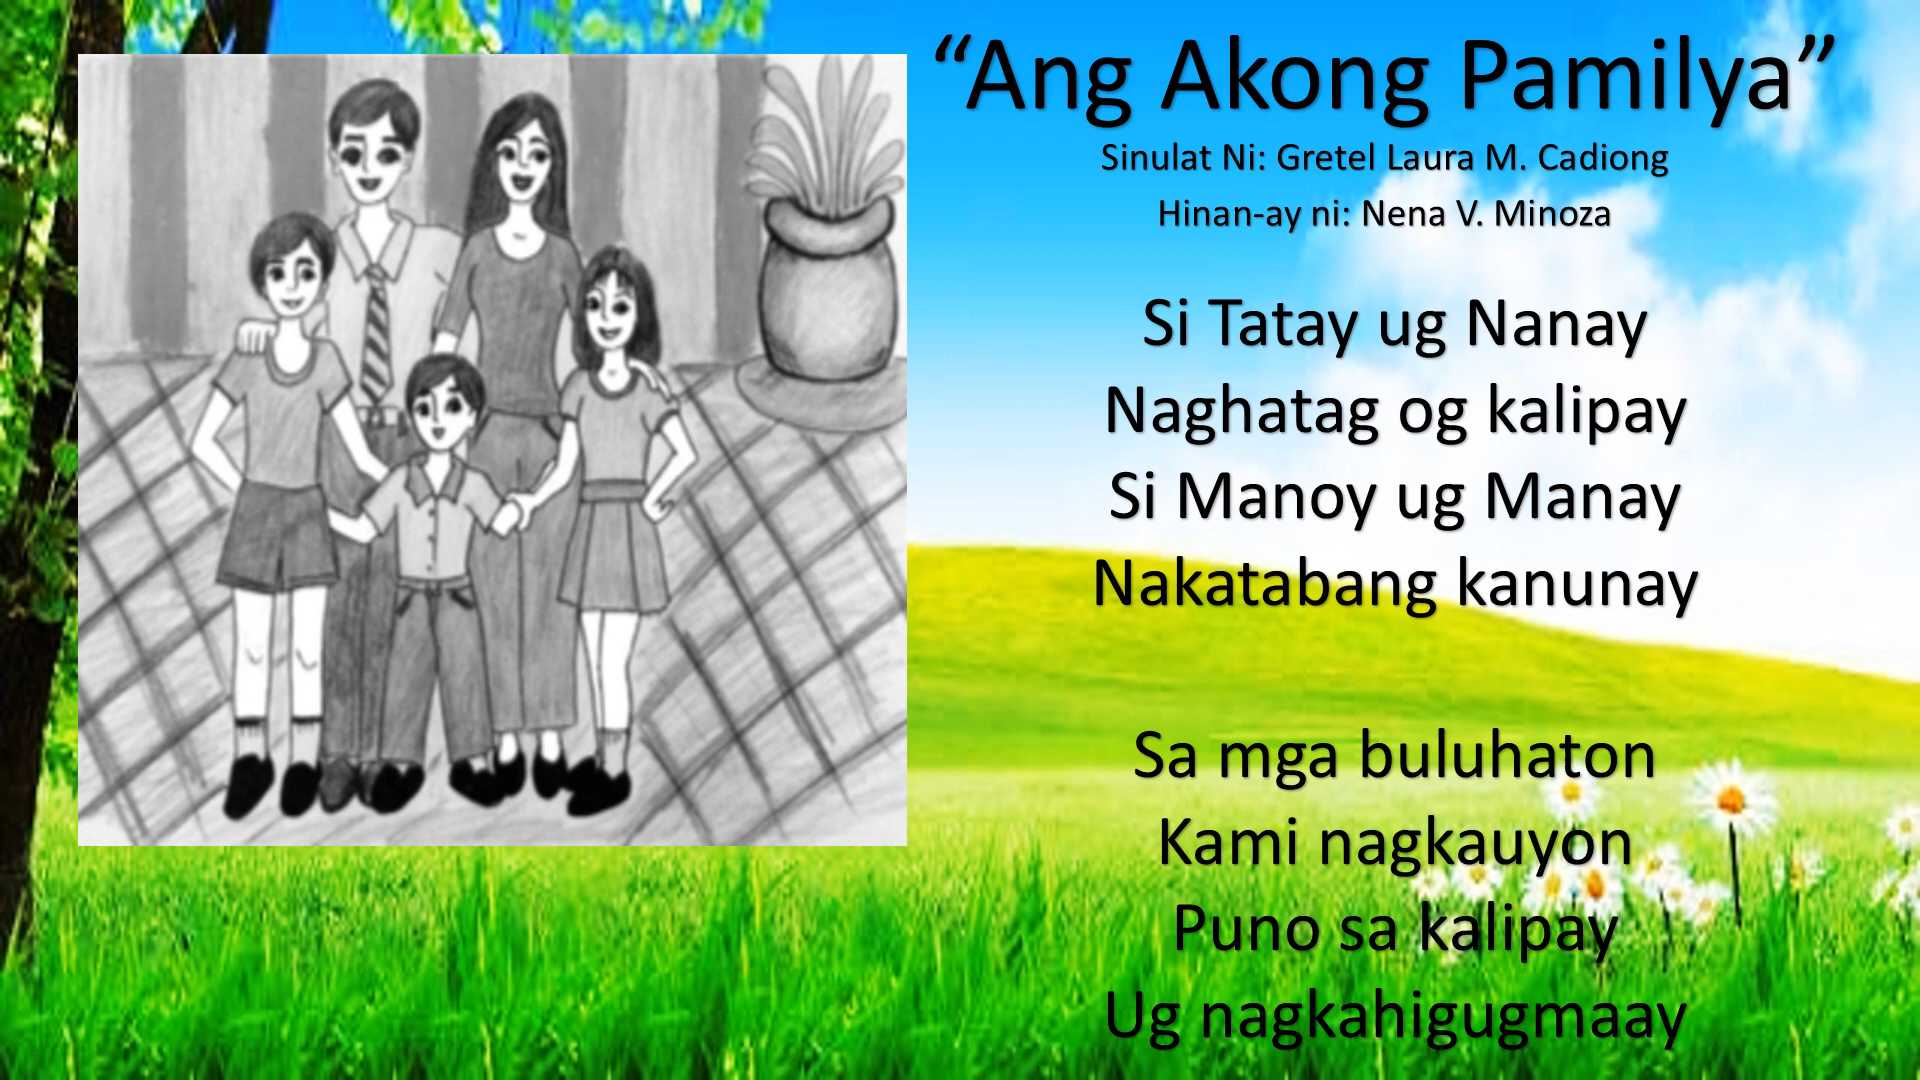 “Ang Akong Pamilya”
Sinulat Ni: Gretel Laura M. Cadiong
Hinan-ay ni: Nena V. Minoza
Si Tatay ug Nanay
Naghatag og kalipay
Si Manoy ug Manay
Nakatabang kanunay
Sa mga buluhaton
Kami nagkauyon
Puno sa kalipay
Ug nagkahigugmaay